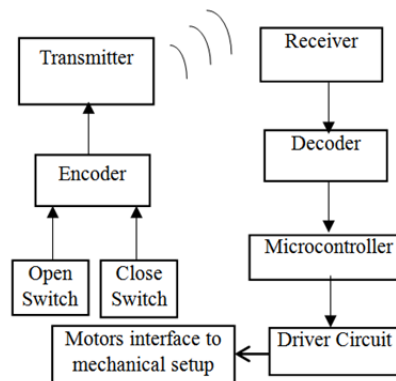 Transmitter
Receiver
Encoder
Decoder
Open
Switch
Close
Switch
Microcontroller
Motors interface to
mechanical setup
Driver Circuit